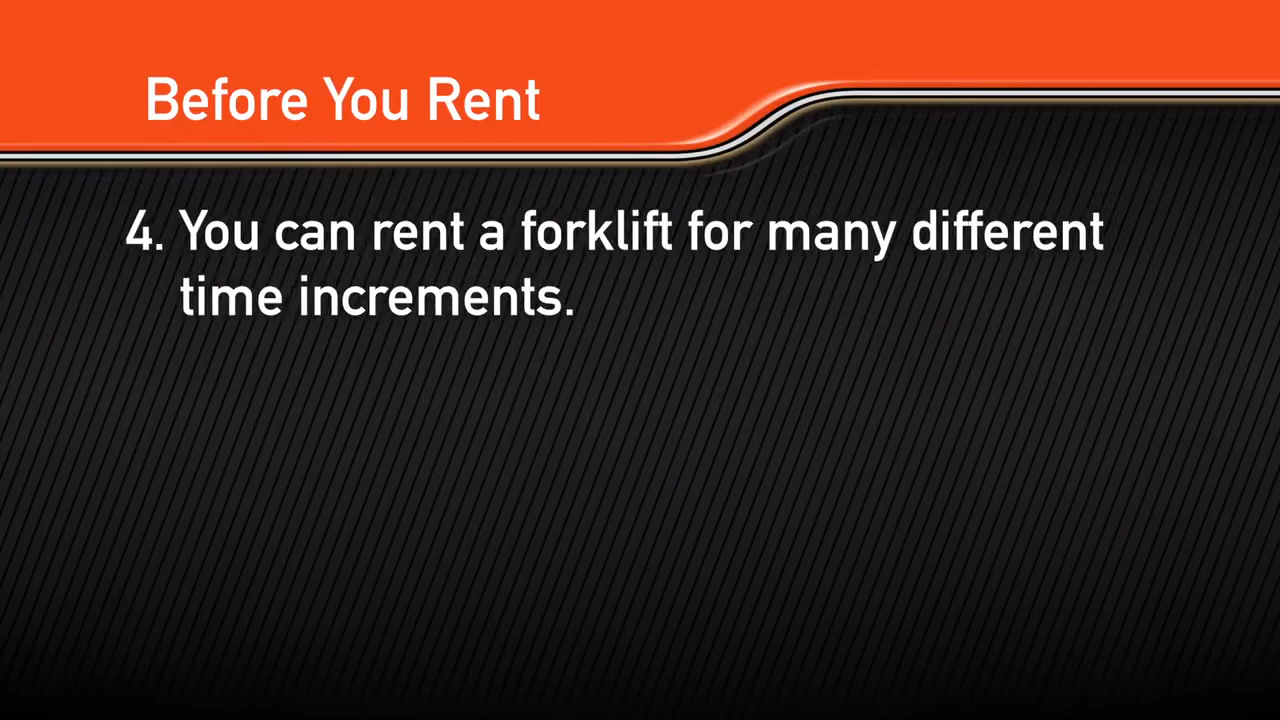 Before You Rent
4. You can rent a forklift for many different
time increments.